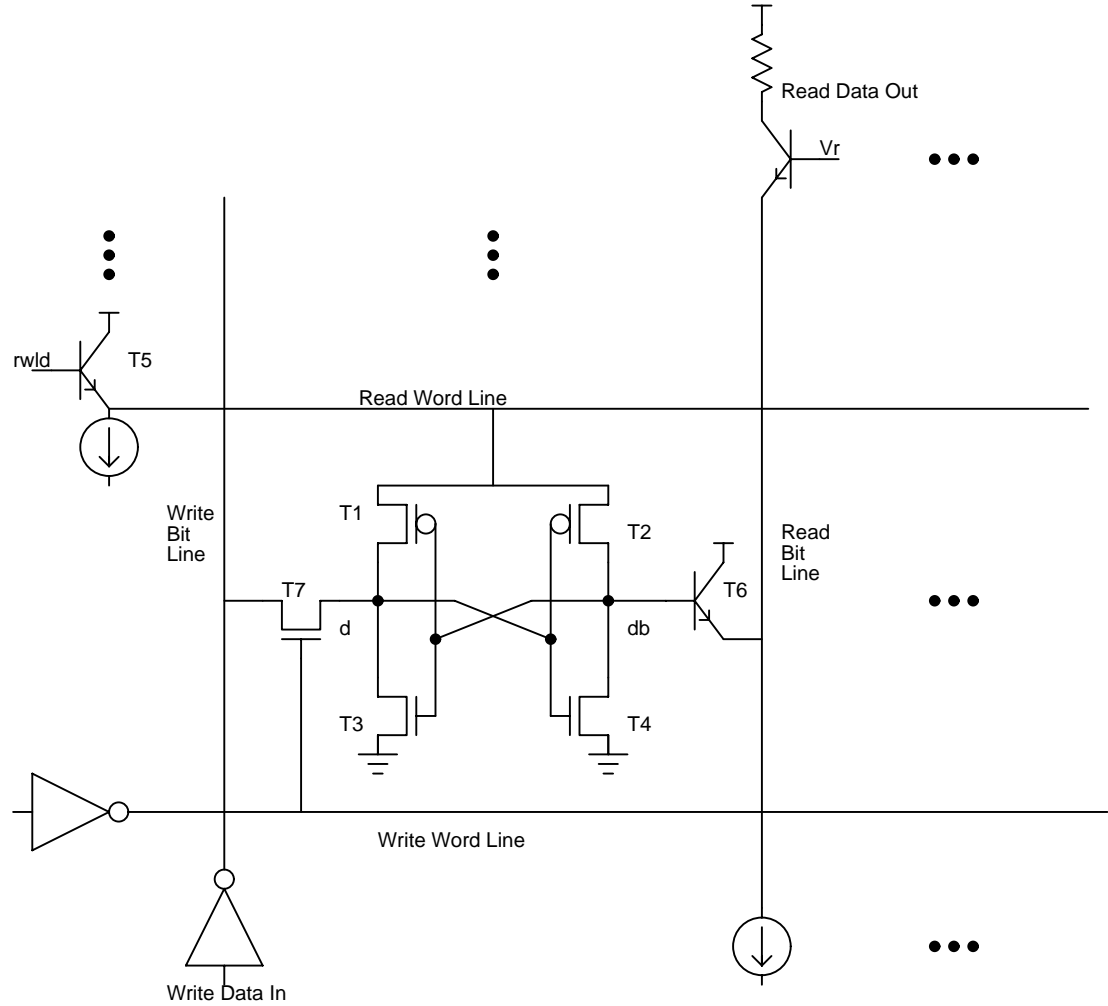 Read Data Out
Vr
rwld
T5
Read Word Line
Write
Bit
Line
T1
T2
Read
Bit
Line
T7
T6
d
db
T3
T4
Write Word Line
Write Data In